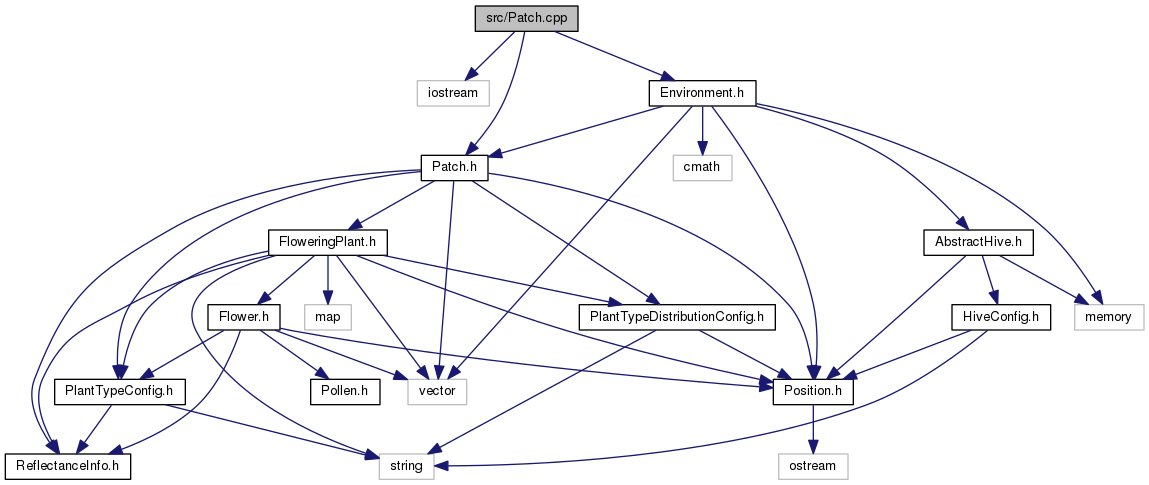 src/Patch.cpp
iostream
Environment.h
Patch.h
cmath
FloweringPlant.h
AbstractHive.h
Flower.h
map
PlantTypeDistributionConfig.h
HiveConfig.h
memory
PlantTypeConfig.h
Pollen.h
vector
Position.h
ReflectanceInfo.h
string
ostream